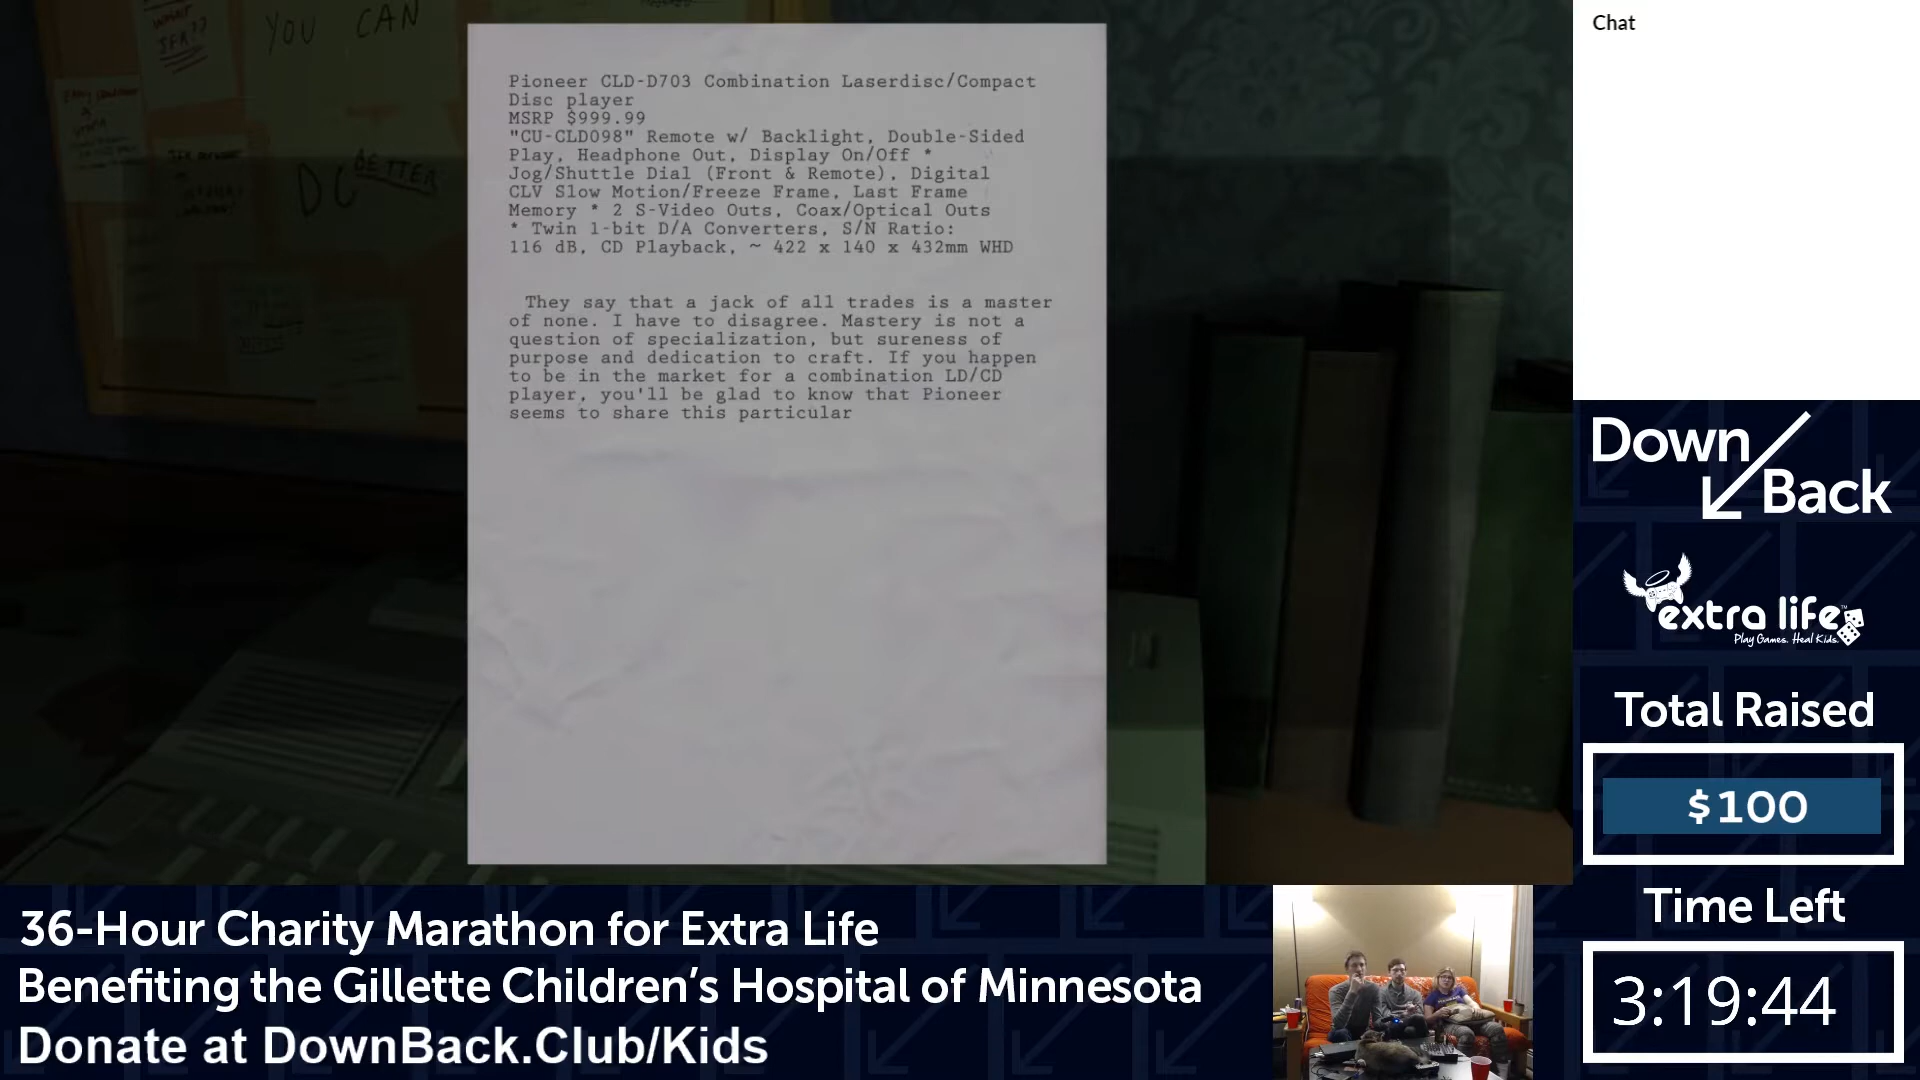 YOU CAN
JFK??
DO BETTER
Pioneer CLD-D703 Combination Laserdisc/Compact
Disc player
MSRP $999.99
"CU-CLD098" Remote w/ Backlight, Double-Sided
Play, Headphone Out, Display On/Off *
Jog/Shuttle Dial (Front & Remote), Digital
CLV Slow Motion/Freeze Frame, Last Frame
Memory * 2 S-Video Outs, Coax/Optical Outs
* Twin 1-bit D/A Converters, S/N Ratio:
116 dB, CD Playback, ~ 422 x 140 x 432mm WHD
They say that a jack of all trades is a master
of none. I have to disagree. Mastery is not a
question of specialization, but sureness of
purpose and dedication to craft. If you happen
to be in the market for a combination LD/CD
player, you'll be glad to know that Pioneer
seems to share this particular
Chat
Down
Back
extra life
Play Games. Heal Kids.
Total Raised
$100
Time Left
3:19:44
36-Hour Charity Marathon for Extra Life
Benefiting the Gillette Children's Hospital of Minnesota
Donate at DownBack.Club/Kids